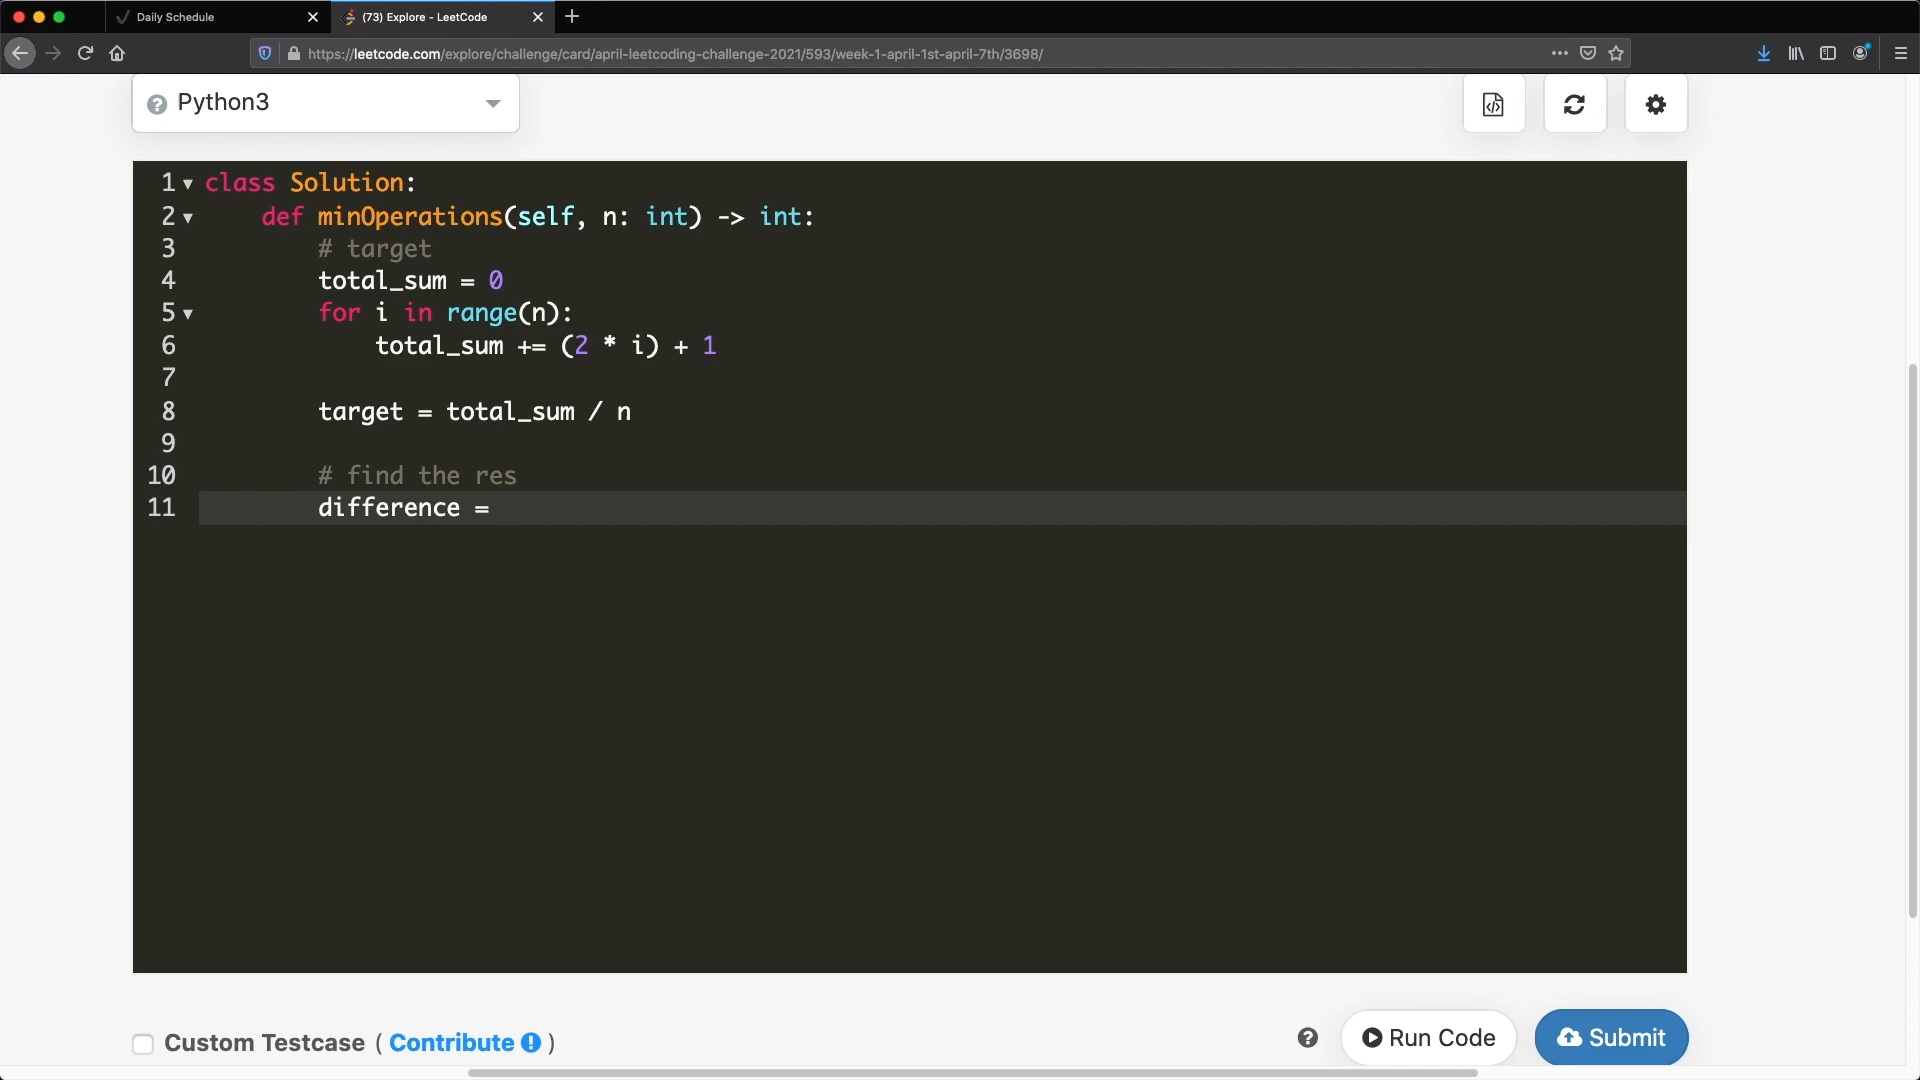 Daily Schedule
(73) Explore - LeetCode
https://leetcode.com/explore/challenge/card/april-leetcoding-challenge-2021/593/week-1-april-1st-april-7th/3698/
Python3
1 class Solution:
2     def minOperations(self, n: int) -> int:
3         # target
4         total_sum = 0
5         for i in range(n):
6             total_sum += (2 * i) + 1
7
8         target = total_sum / n
9
10         # find the res
11         difference =
Custom Testcase ( Contribute )
Run Code
Submit